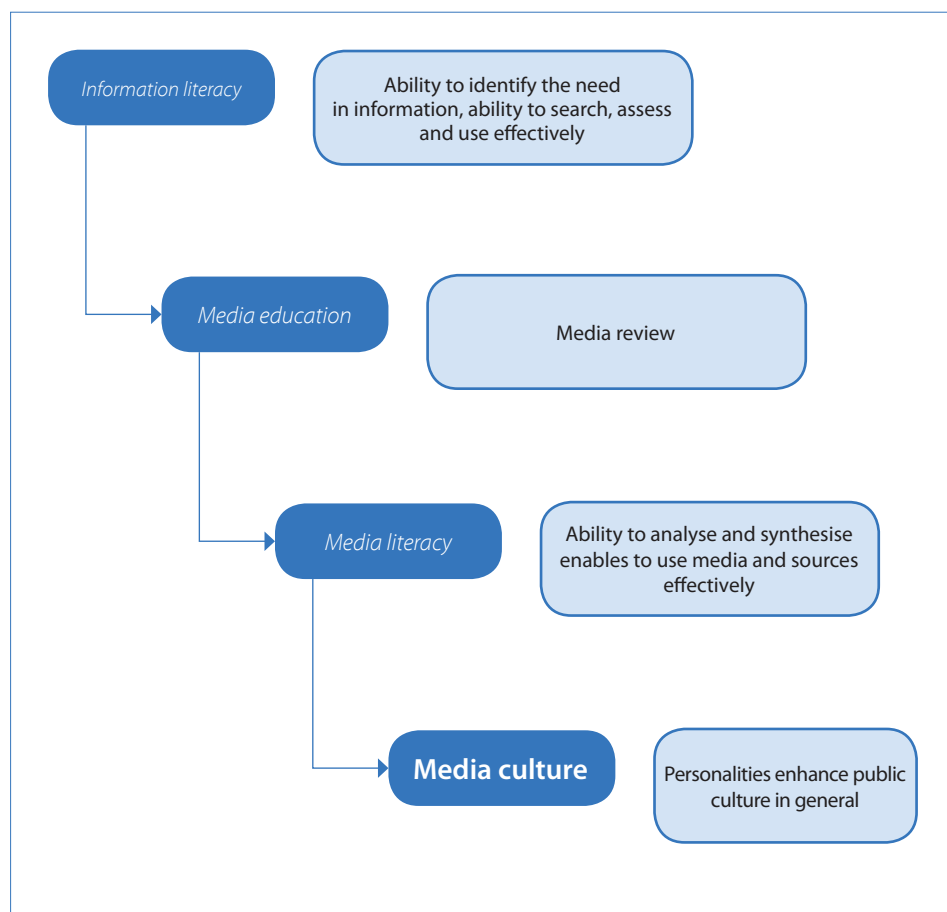 Information literacy
Ability to identify the need
in information, ability to search, assess
and use effectively
Media education
Media review
Media literacy
Ability to analyse and synthesise
enables to use media and sources
effectively
Media culture
Personalities enhance public
culture in general